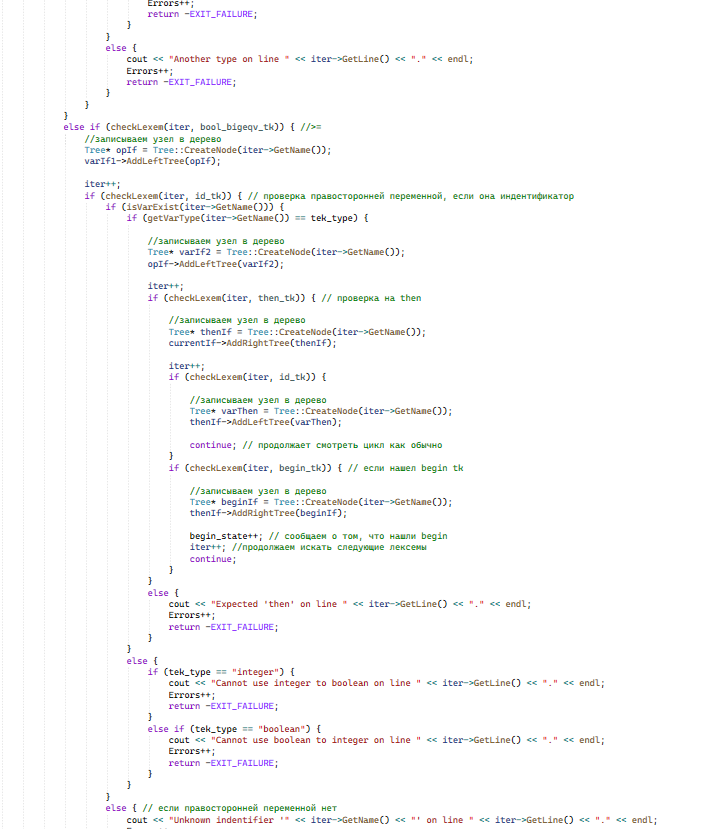 Errors++;
return -EXIT_FAILURE;
}
}
else {
cout << "Another type on line " << iter->GetLine() << "." << endl;
Errors++;
return -EXIT_FAILURE;
}
}
}
else if (checkLexem(iter, bool_bigeqv_tk)) { //>=
//записываем узел в дерево
Tree* opIf = Tree::CreateNode(iter->GetName());
varIf1->AddLeftTree(opIf);
iter++;
if (checkLexem(iter, id_tk)) { // проверка правосторонней переменной, если она индентификатор
if (isVarExist(iter->GetName())) {
if (getVarType(iter->GetName()) == tek_type) {
//записываем узел в дерево
Tree* varIf2 = Tree::CreateNode(iter->GetName());
opIf->AddLeftTree(varIf2);
iter++;
if (checkLexem(iter, then_tk)) { // проверка на then
//записываем узел в дерево
Tree* thenIf = Tree::CreateNode(iter->GetName());
currentIf->AddRightTree(thenIf);
iter++;
if (checkLexem(iter, id_tk)) {
//записываем узел в дерево
Tree* varThen = Tree::CreateNode(iter->GetName());
thenIf->AddLeftTree(varThen);
continue; // продолжает смотреть цикл как обычно
}
if (checkLexem(iter, begin_tk)) { // если нашел begin tk
//записываем узел в дерево
Tree* beginIf = Tree::CreateNode(iter->GetName());
thenIf->AddRightTree(beginIf);
begin_state++; // сообщаем о том, что нашли begin
iter++; //продолжаем искать следующие лексемы
continue;
}
}
else {
cout << "Expected 'then' on line " << iter->GetLine() << "." << endl;
Errors++;
return -EXIT_FAILURE;
}
}
else {
if (tek_type == "integer") {
cout << "Cannot use integer to boolean on line " << iter->GetLine() << "." << endl;
Errors++;
return -EXIT_FAILURE;
}
else if (tek_type == "boolean") {
cout << "Cannot use boolean to integer on line " << iter->GetLine() << "." << endl;
Errors++;
return -EXIT_FAILURE;
}
}
}
else { // если правосторонней переменной нет
cout << "Unknown indentifier '" << iter->GetName() << "' on line " << iter->GetLine() << "." << endl;